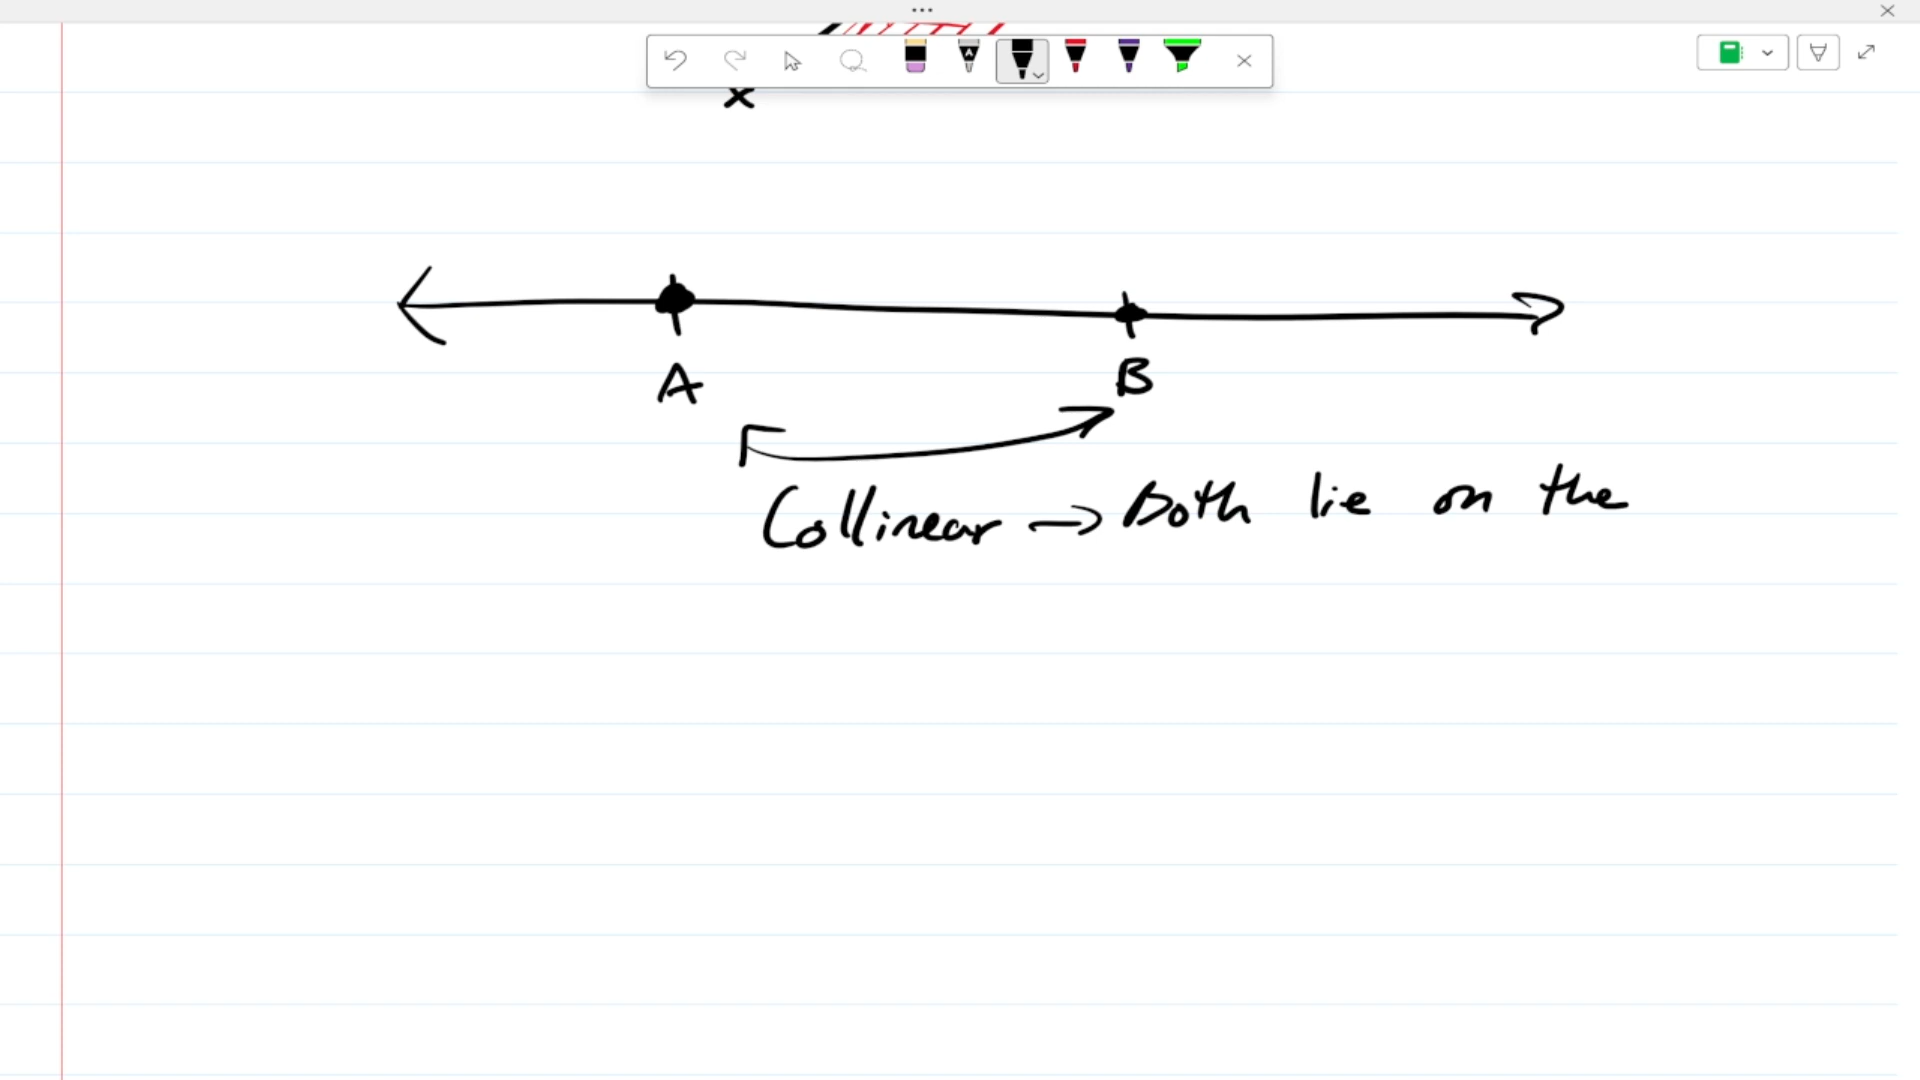 x
A
B
Collinear → Both lie on the